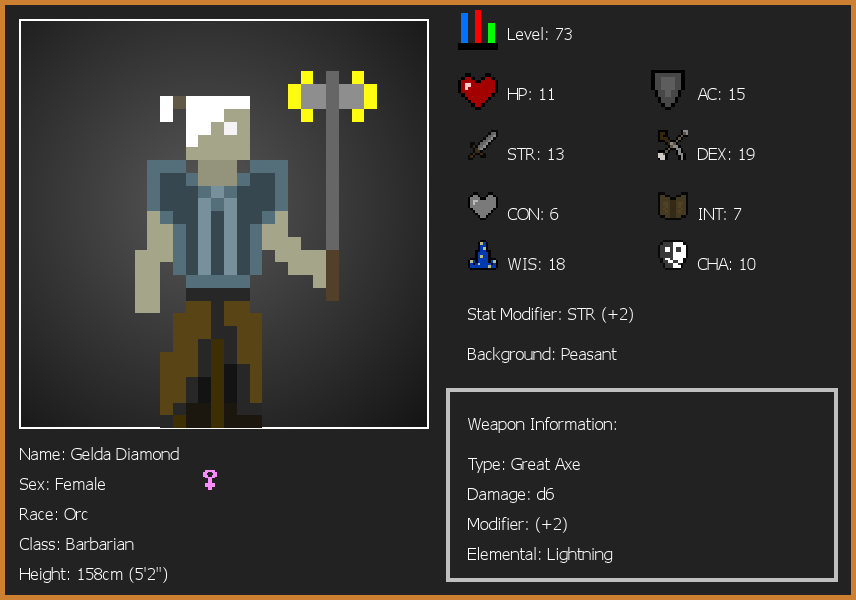 Level: 73
HP: 11
AC: 15
STR: 13
DEX: 19
CON: 6
INT: 7
WIS: 18
CHA: 10
Stat Modifier: STR (+2)
Background: Peasant
Weapon Information:
Type: Great Axe
Damage: d6
Modifier: (+2)
Elemental: Lightning
Name: Gelda Diamond
Sex: Female
Race: Orc
Class: Barbarian
Height: 158cm (5'2")